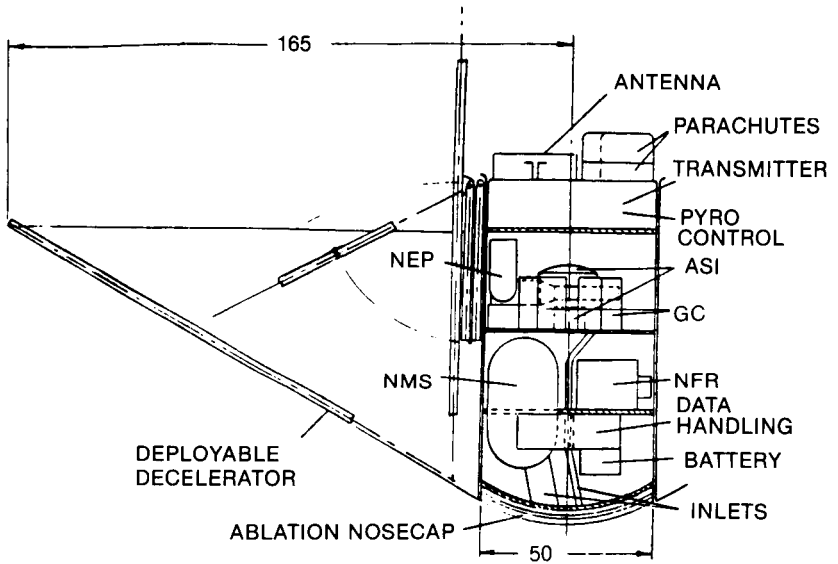 165
ANTENNA
PARACHUTES
TRANSMITTER
PYRO
CONTROL
NEP
ASI
GC
NMS
NFR
DATA
HANDLING
DEPLOYABLE
DECELERATOR
BATTERY
INLETS
ABLATION NOSECAP
50